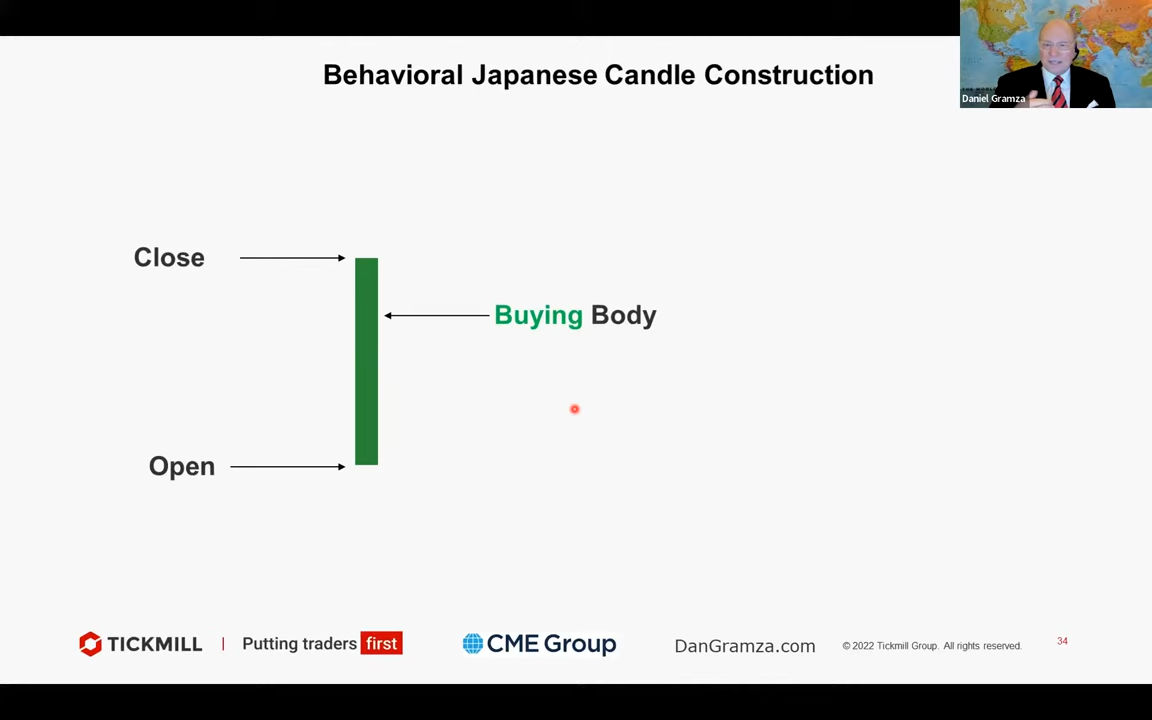 Behavioral Japanese Candle Construction
Daniel Gramza
Close
Buying Body
Open
TICKMILL | Putting traders first
CME Group
DanGramza.com
© 2022 Tickmill Group. All rights reserved.
34